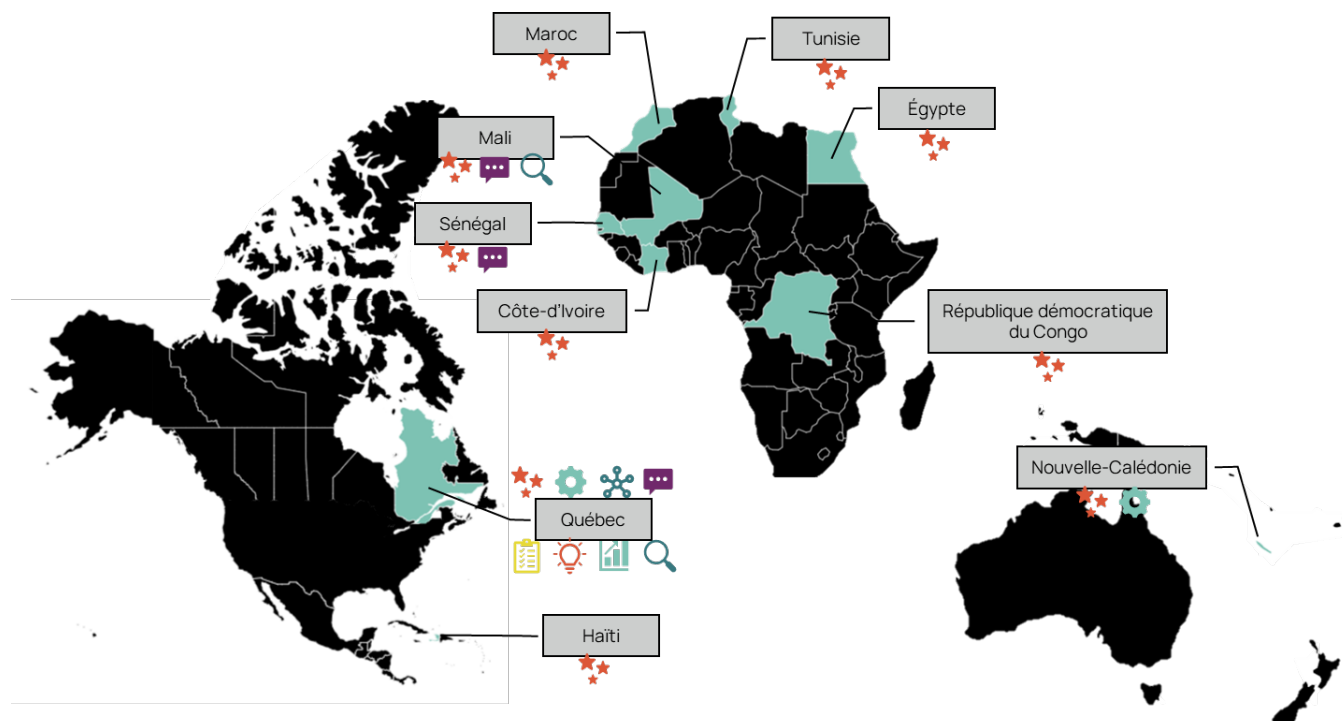 Maroc
Tunisie
Égypte
Mali
Sénégal
Côte-d'Ivoire
République démocratique
du Congo
Nouvelle-Calédonie
Québec
Haïti